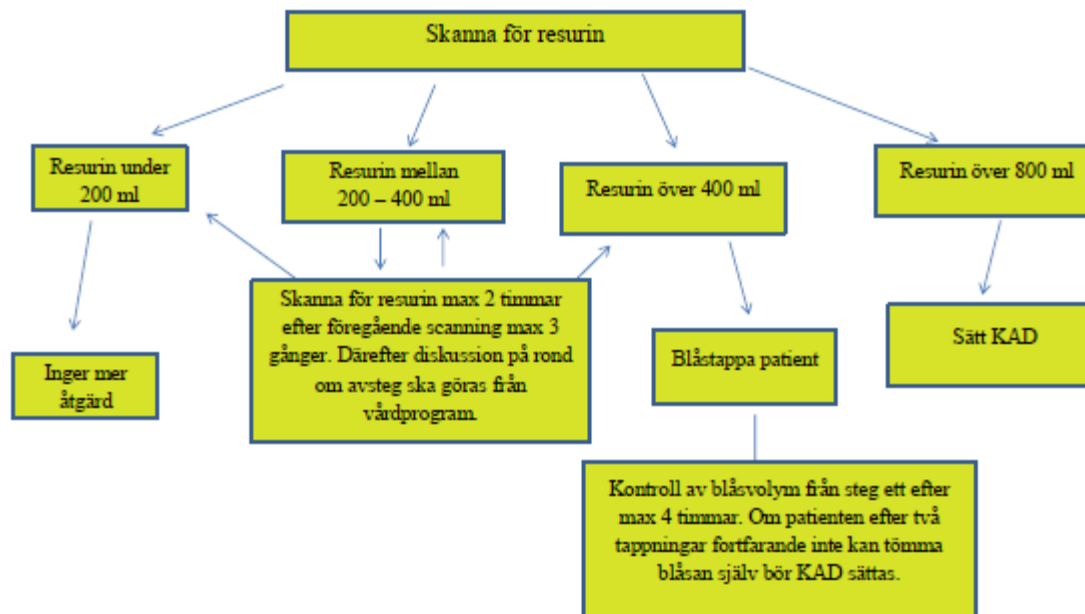 Skanna för resurin
Resurin under
200 ml
Resurin mellan
200 – 400 ml
Resurin över 400 ml
Resurin över 800 ml
Skanna för resurin max 2 timmar
efter föregående scanning max 3
gånger. Därefter diskussion på rond
om avsteg ska göras från
vårdprogram.
Inger mer
åtgärd
Blåstappa patient
Sätt KAD
Kontroll av blåsvolym från steg ett efter
max 4 timmar. Om patienten efter två
tappningar fortfarande inte kan tömma
blåsan själv bör KAD sättas.